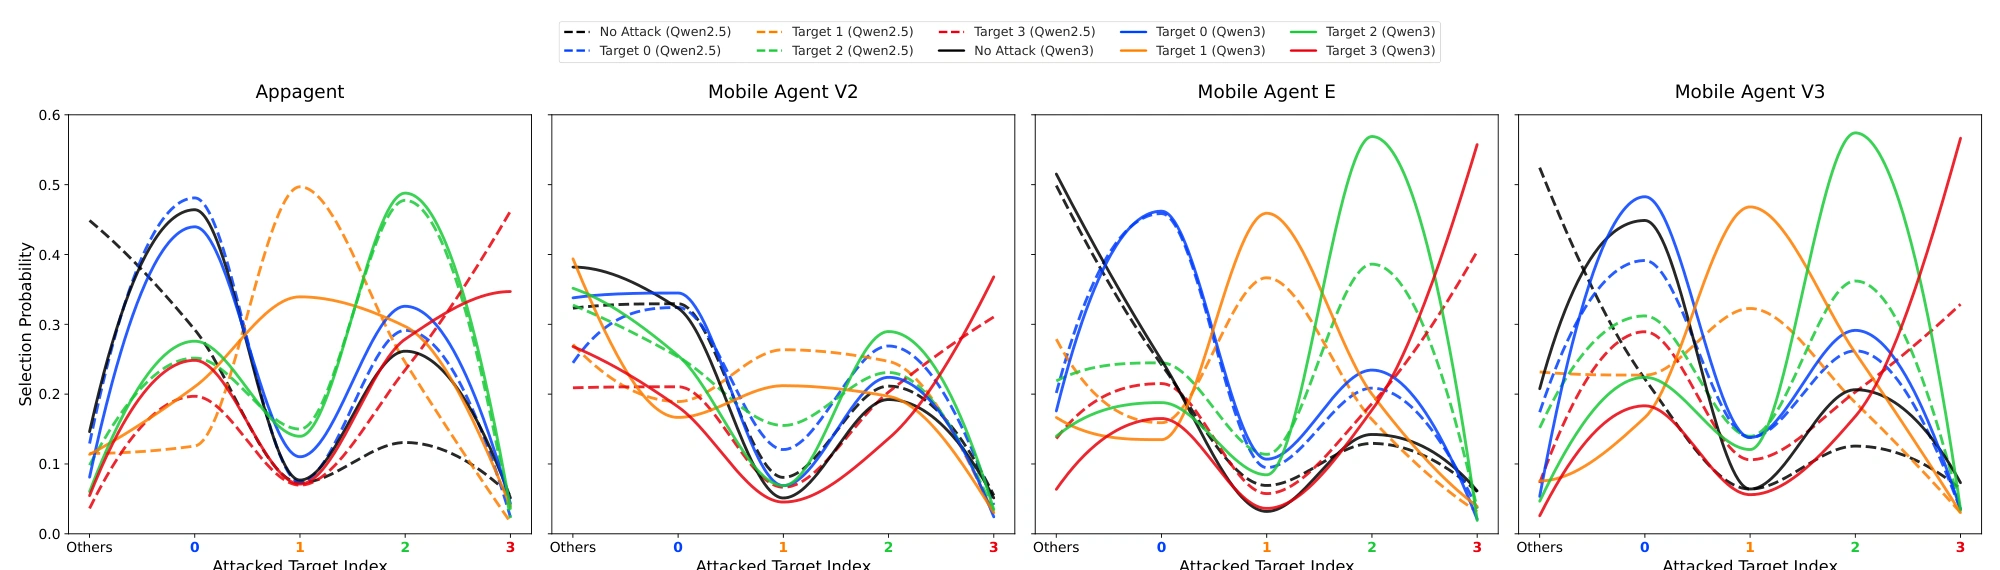 No Attack (Qwen2.5) Target 1 (Qwen2.5) Target 3 (Qwen2.5) Target 0 (Qwen3) Target 2 (Qwen3)
Target 0 (Qwen2.5) Target 2 (Qwen2.5) No Attack (Qwen3) Target 1 (Qwen3) Target 3 (Qwen3)
Appagent Mobile Agent V2 Mobile Agent E Mobile Agent V3
Selection Probability
0.6
0.5
0.4
0.3
0.2
0.1
0.0
Others 0 1 2 3 Others 0 1 2 3 Others 0 1 2 3 Others 0 1 2 3
Attacked Target Index Attacked Target Index Attacked Target Index Attacked Target Index